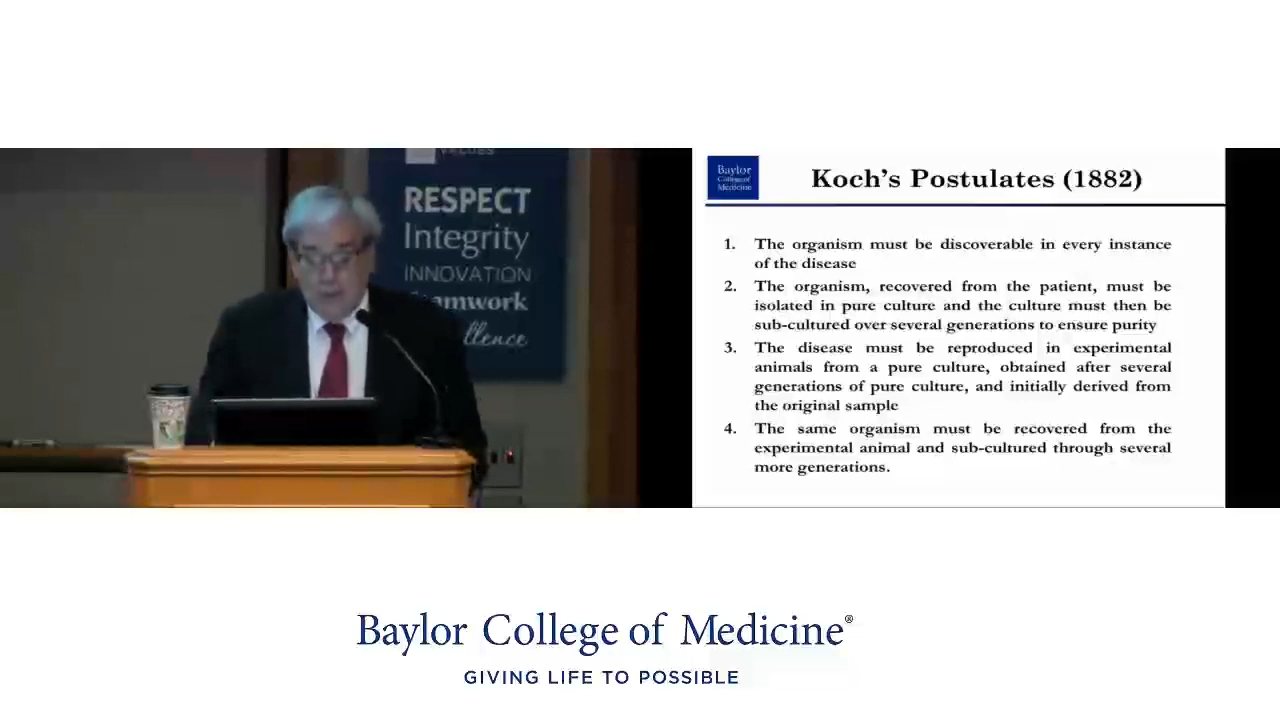 VALUES
RESPECT
Integrity
INNOVATION
Baylor
College of
Medicine
Koch's Postulates (1882)
1. The organism must be discoverable in every instance
of the disease
2. The organism, recovered from the patient, must be
isolated in pure culture and the culture must then be
sub-cultured over several generations to ensure purity
3. The disease must be reproduced in experimental
animals from a pure culture, obtained after several
generations of pure culture, and initially derived from
the original sample
4. The same organism must be recovered from the
experimental animal and sub-cultured through several
more generations.
Baylor College of Medicine®
GIVING LIFE TO POSSIBLE